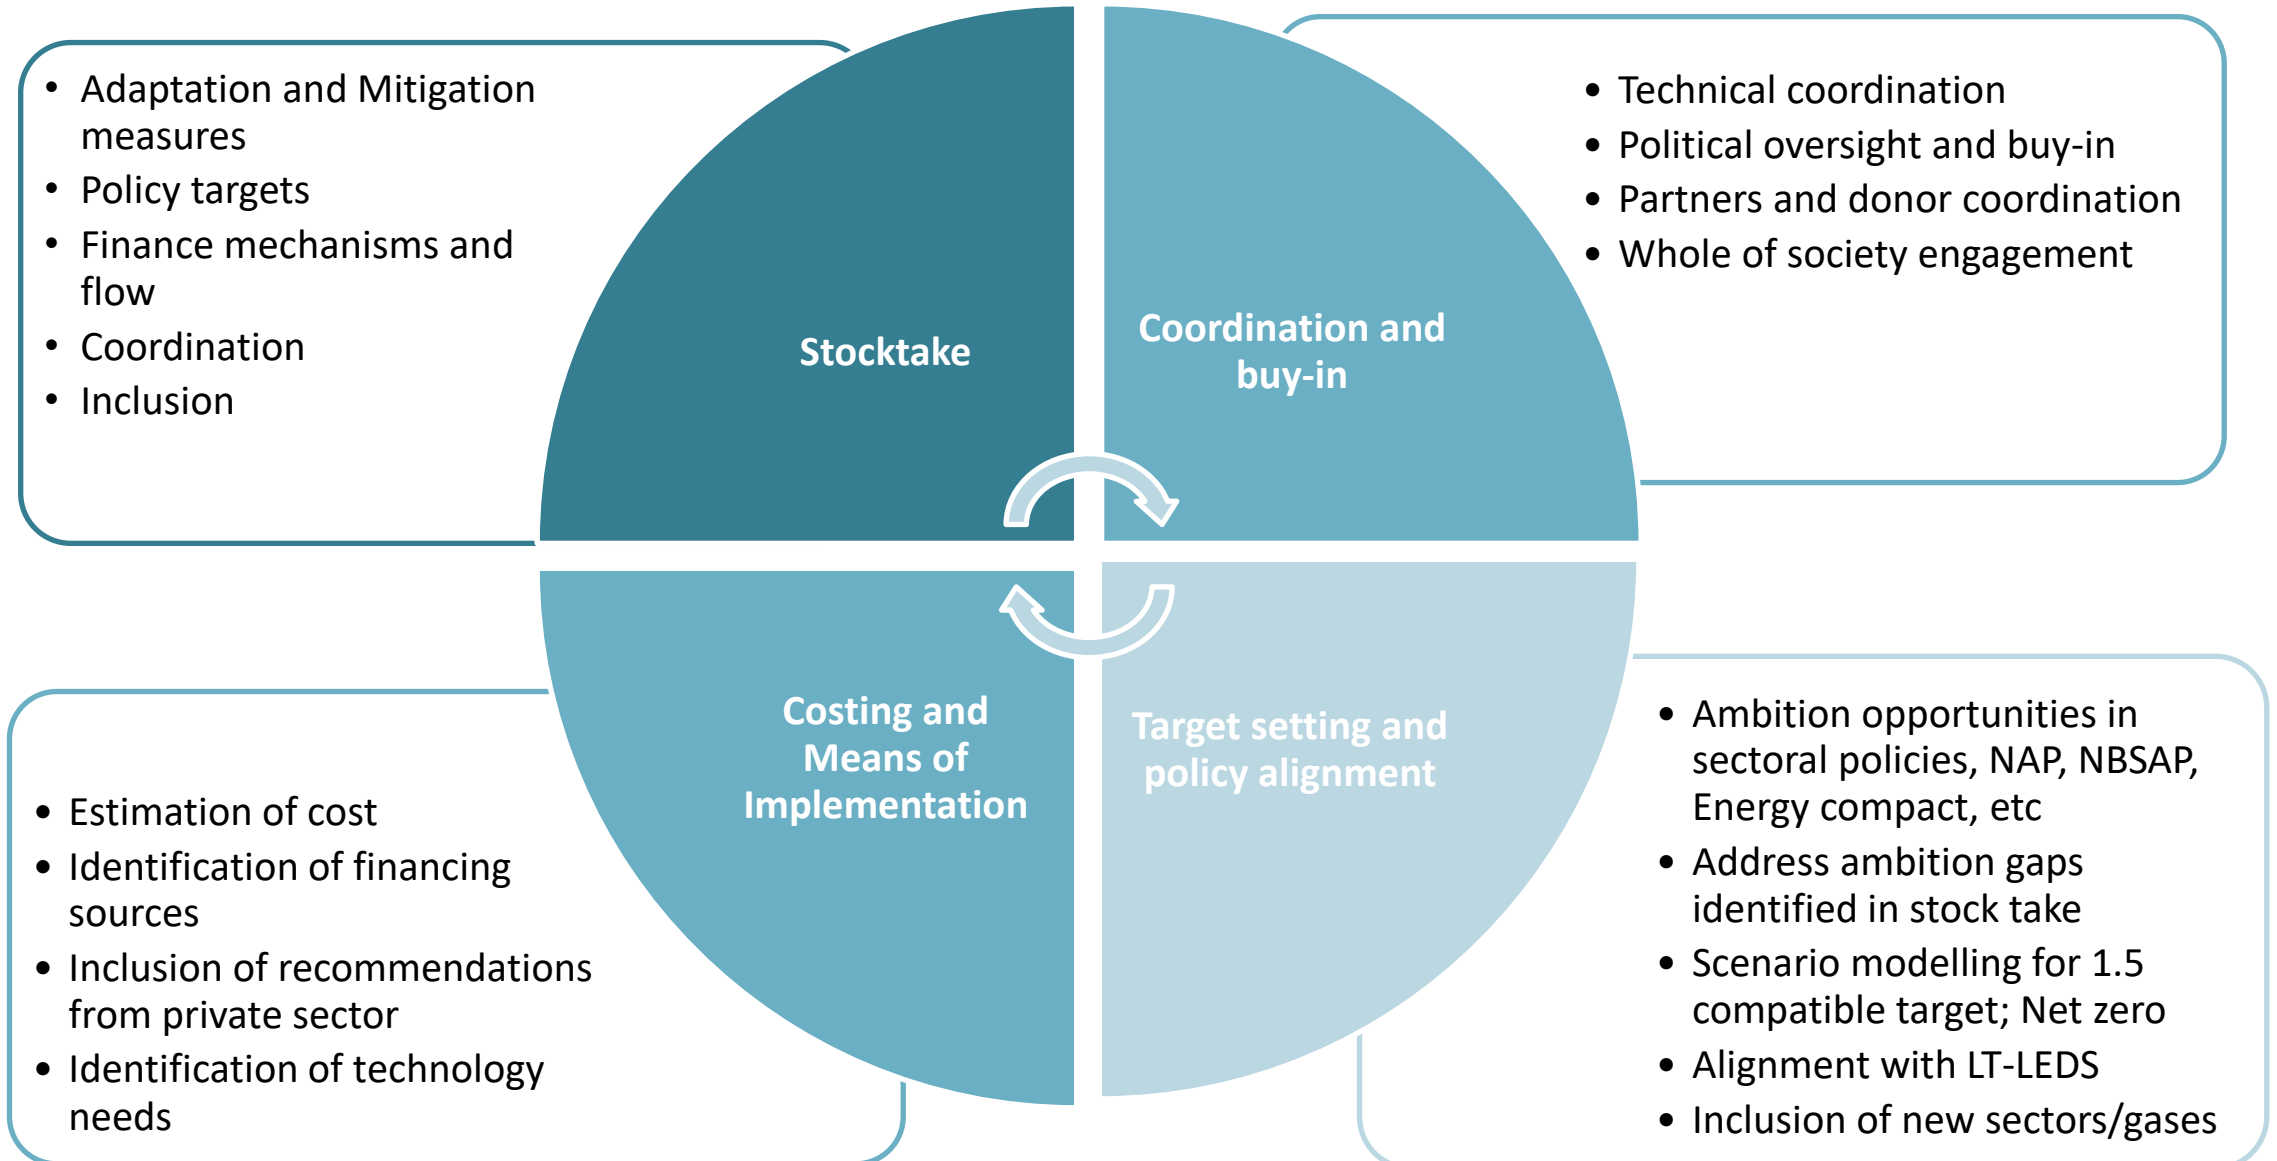 • Adaptation and Mitigation
measures
• Policy targets
• Finance mechanisms and
flow
• Coordination
• Inclusion
Stocktake
Coordination and
buy-in
• Technical coordination
• Political oversight and buy-in
• Partners and donor coordination
• Whole of society engagement
Costing and
Means of
Implementation
• Estimation of cost
• Identification of financing
sources
• Inclusion of recommendations
from private sector
• Identification of technology
needs
Target setting and
policy alignment
• Ambition opportunities in
sectoral policies, NAP, NBSAP,
Energy compact, etc
• Address ambition gaps
identified in stock take
• Scenario modelling for 1.5
compatible target; Net zero
• Alignment with LT-LEDS
• Inclusion of new sectors/gases